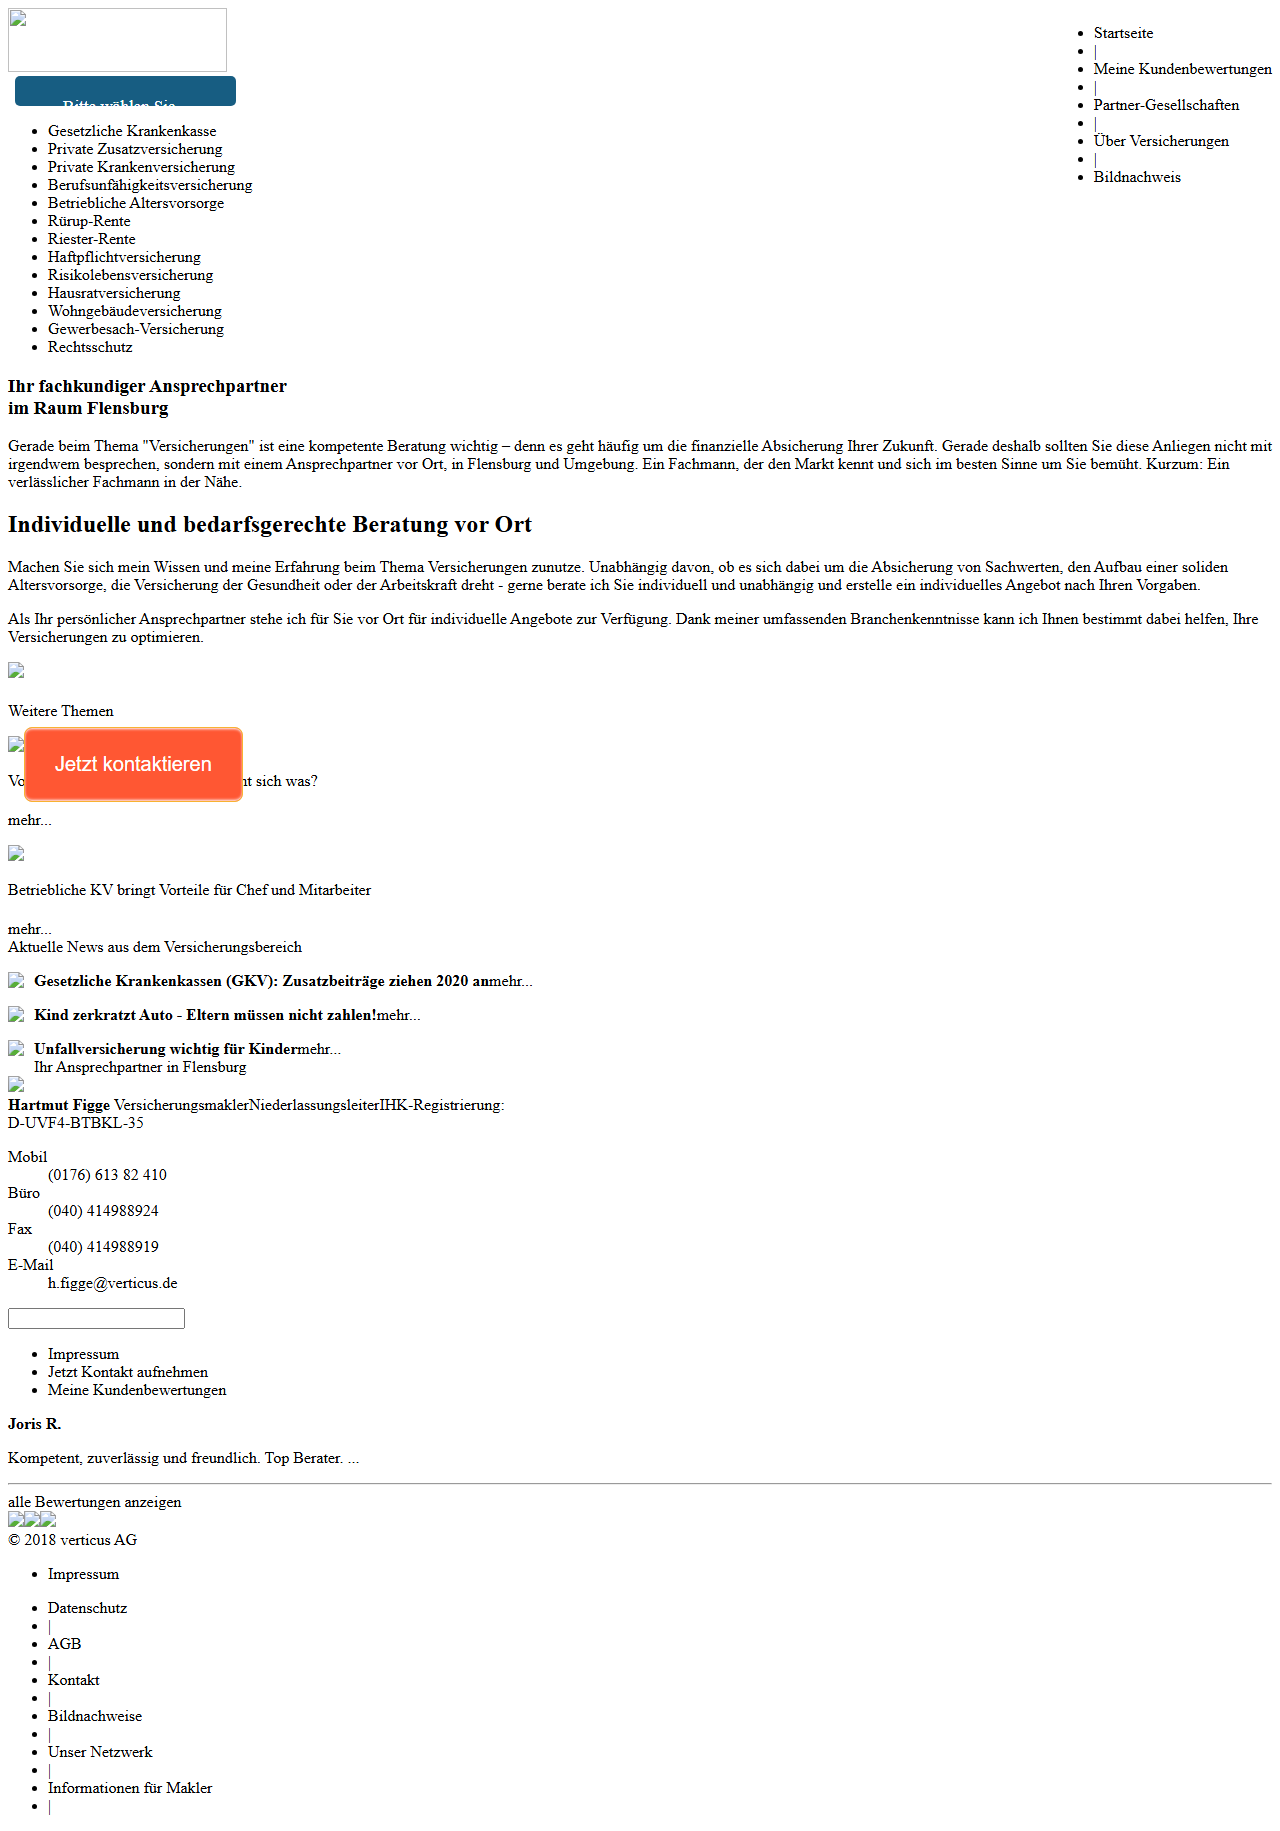 Startseite
|
Meine Kundenbewertungen
|
Partner-Gesellschaften
|
Über Versicherungen
|
Bildnachweis
Bitte wählen Sie
Gesetzliche Krankenkasse
Private Zusatzversicherung
Private Krankenversicherung
Berufsunfähigkeitsversicherung
Betriebliche Altersvorsorge
Rürup-Rente
Riester-Rente
Haftpflichtversicherung
Risikolebensversicherung
Hausratversicherung
Wohngebäudeversicherung
Gewerbesach-Versicherung
Rechtsschutz
Ihr fachkundiger Ansprechpartner
im Raum Flensburg
Gerade beim Thema "Versicherungen" ist eine kompetente Beratung wichtig – denn es geht häufig um die finanzielle Absicherung Ihrer Zukunft. Gerade deshalb sollten Sie diese Anliegen nicht mit
irgendwem besprechen, sondern mit einem Ansprechpartner vor Ort, in Flensburg und Umgebung. Ein Fachmann, der den Markt kennt und sich im besten Sinne um Sie bemüht. Kurzum: Ein
verlässlicher Fachmann in der Nähe.
Individuelle und bedarfsgerechte Beratung vor Ort
Machen Sie sich mein Wissen und meine Erfahrung beim Thema Versicherungen zunutze. Unabhängig davon, ob es sich dabei um die Absicherung von Sachwerten, den Aufbau einer soliden
Altersvorsorge, die Versicherung der Gesundheit oder der Arbeitskraft dreht - gerne berate ich Sie individuell und unabhängig und erstelle ein individuelles Angebot nach Ihren Vorgaben.
Als Ihr persönlicher Ansprechpartner stehe ich für Sie vor Ort für individuelle Angebote zur Verfügung. Dank meiner umfassenden Branchenkenntnisse kann ich Ihnen bestimmt dabei helfen, Ihre
Versicherungen zu optimieren.
Weitere Themen
Jetzt kontaktieren
sich was?
mehr...
Betriebliche KV bringt Vorteile für Chef und Mitarbeiter
mehr...
Aktuelle News aus dem Versicherungsbereich
Gesetzliche Krankenkassen (GKV): Zusatzbeiträge ziehen 2020 anmehr...
Kind zerkratzt Auto - Eltern müssen nicht zahlen!mehr...
Unfallversicherung wichtig für Kindermehr...
Ihr Ansprechpartner in Flensburg
Hartmut Figge VersicherungsmaklerNiederlassungsleiterIHK-Registrierung:
D-UVF4-BTBKL-35
Mobil
(0176) 613 82 410
Büro
(040) 414988924
Fax
(040) 414988919
E-Mail
h.figge@verticus.de
Impressum
Jetzt Kontakt aufnehmen
Meine Kundenbewertungen
Joris R.
Kompetent, zuverlässig und freundlich. Top Berater. ...
alle Bewertungen anzeigen
© 2018 verticus AG
Impressum
Datenschutz
|
AGB
|
Kontakt
|
Bildnachweise
|
Unser Netzwerk
|
Informationen für Makler
|